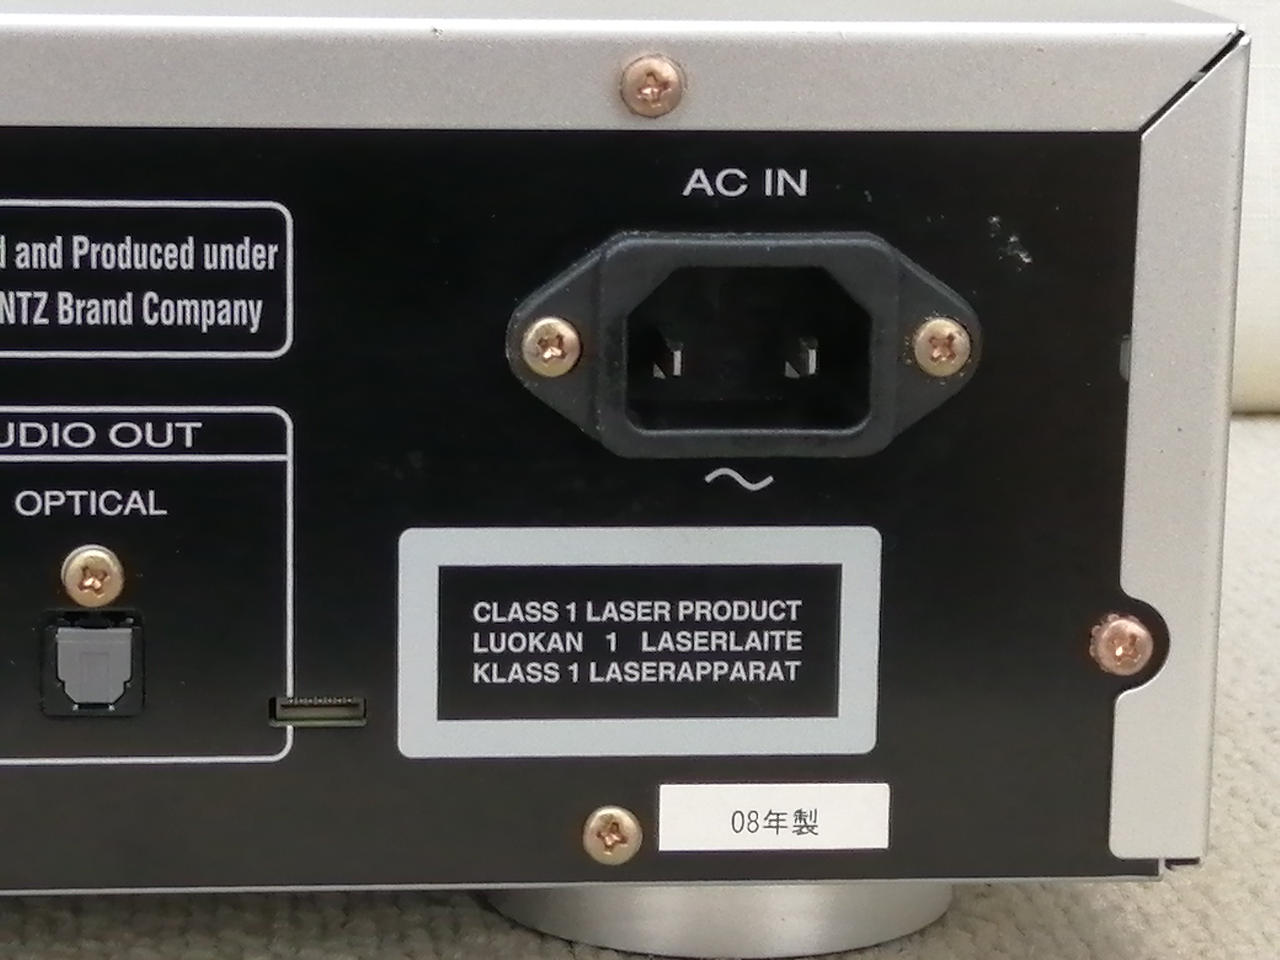 AC IN
and Produced under
NTZ Brand Company
UDIO OUT
OPTICAL
CLASS 1 LASER PRODUCT
LUOKAN 1 LASERLAITE
KLASS 1 LASERAPPARAT
08年製